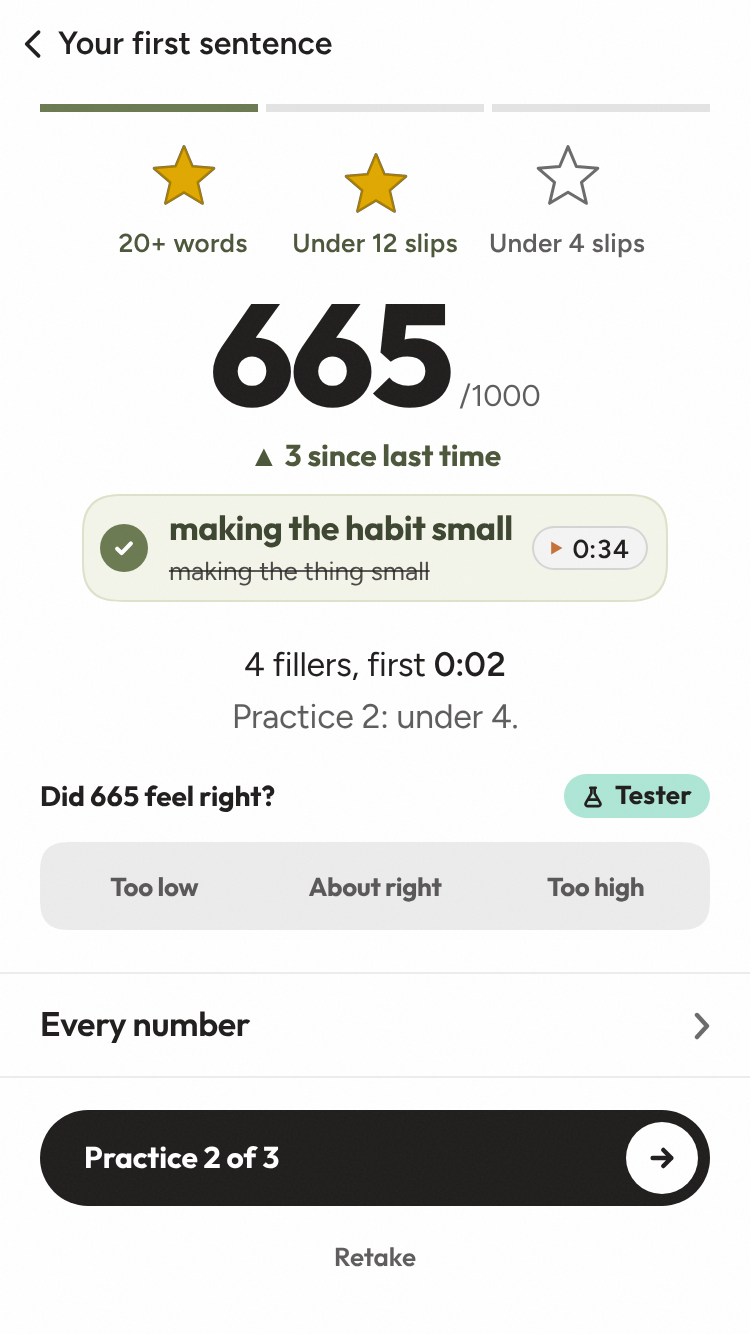 Your first sentence
20+ words
Under 12 slips
Under 4 slips
665/1000
▲ 3 since last time
making the habit small
making the thing small
0:34
4 fillers, first 0:02
Practice 2: under 4.
Did 665 feel right?
Tester
Too low
About right
Too high
Every number
Practice 2 of 3
Retake